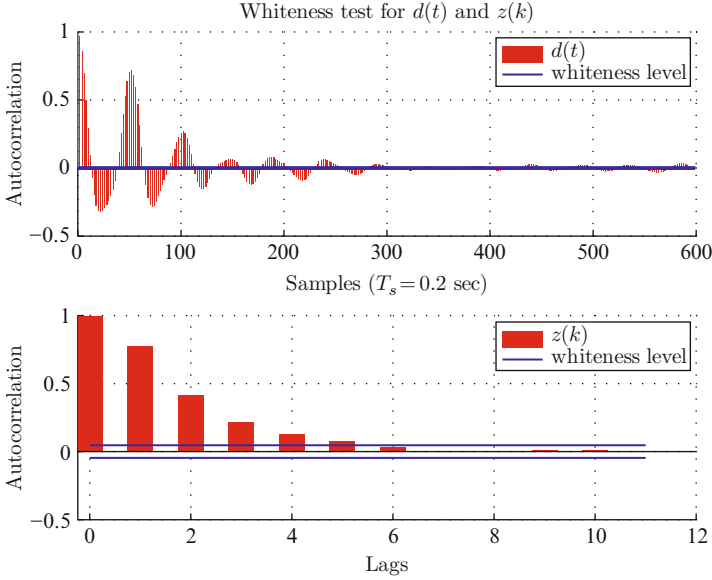 Whiteness test for d(t) and z(k)
Autocorrelation
1
0.5
0
−0.5
d(t)
whiteness level
0 100 200 300 400 500 600
Samples (T_s=0.2 sec)
Autocorrelation
1
0.5
0
−0.5
z(k)
whiteness level
0 2 4 6 8 10 12
Lags